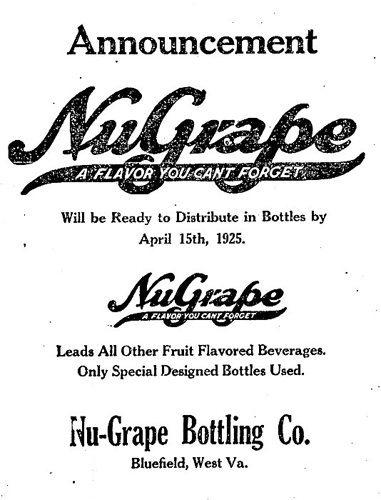 Announcement
NuGrape
A FLAVOR YOU CANT FORGET
Will be Ready to Distribute in Bottles by
April 15th, 1925.
NuGrape
A FLAVOR YOU CANT FORGET
Leads All Other Fruit Flavored Beverages.
Only Special Designed Bottles Used.
Nu-Grape Bottling Co.
Bluefield, West Va.